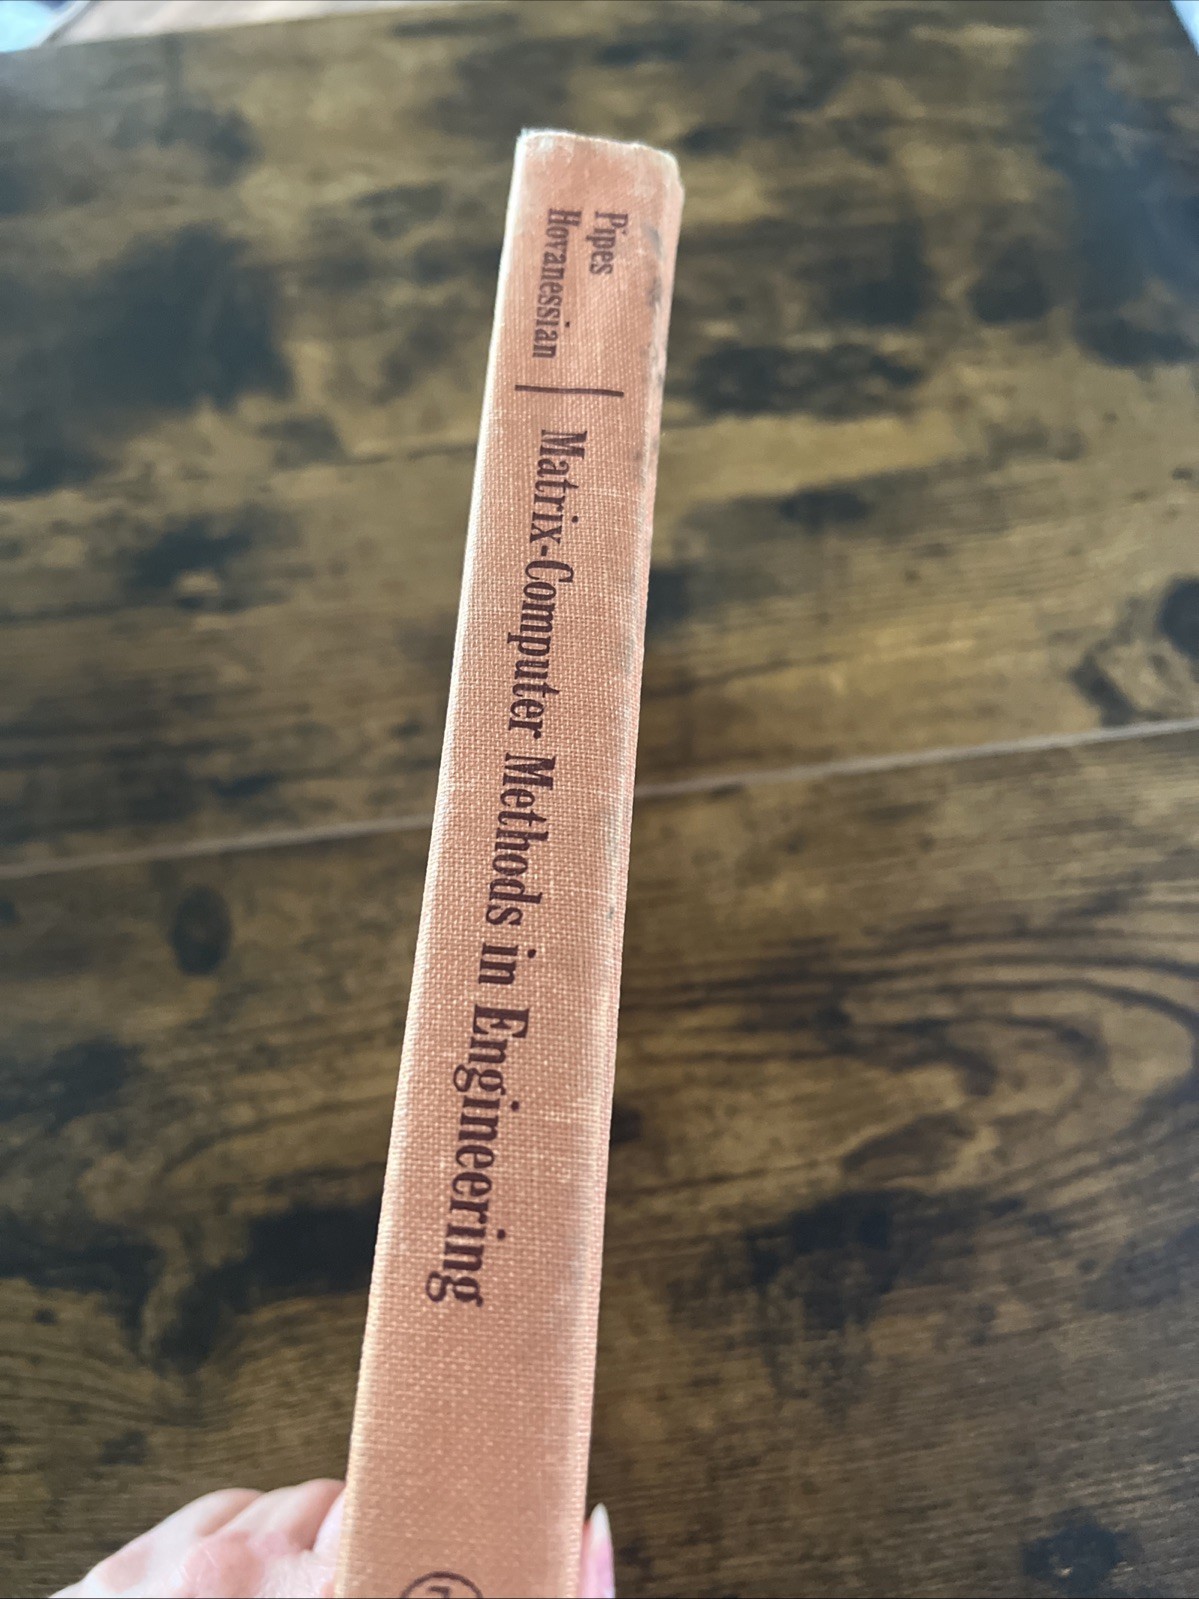 Pipes
Hovanessian
Matrix-Computer Methods in Engineering